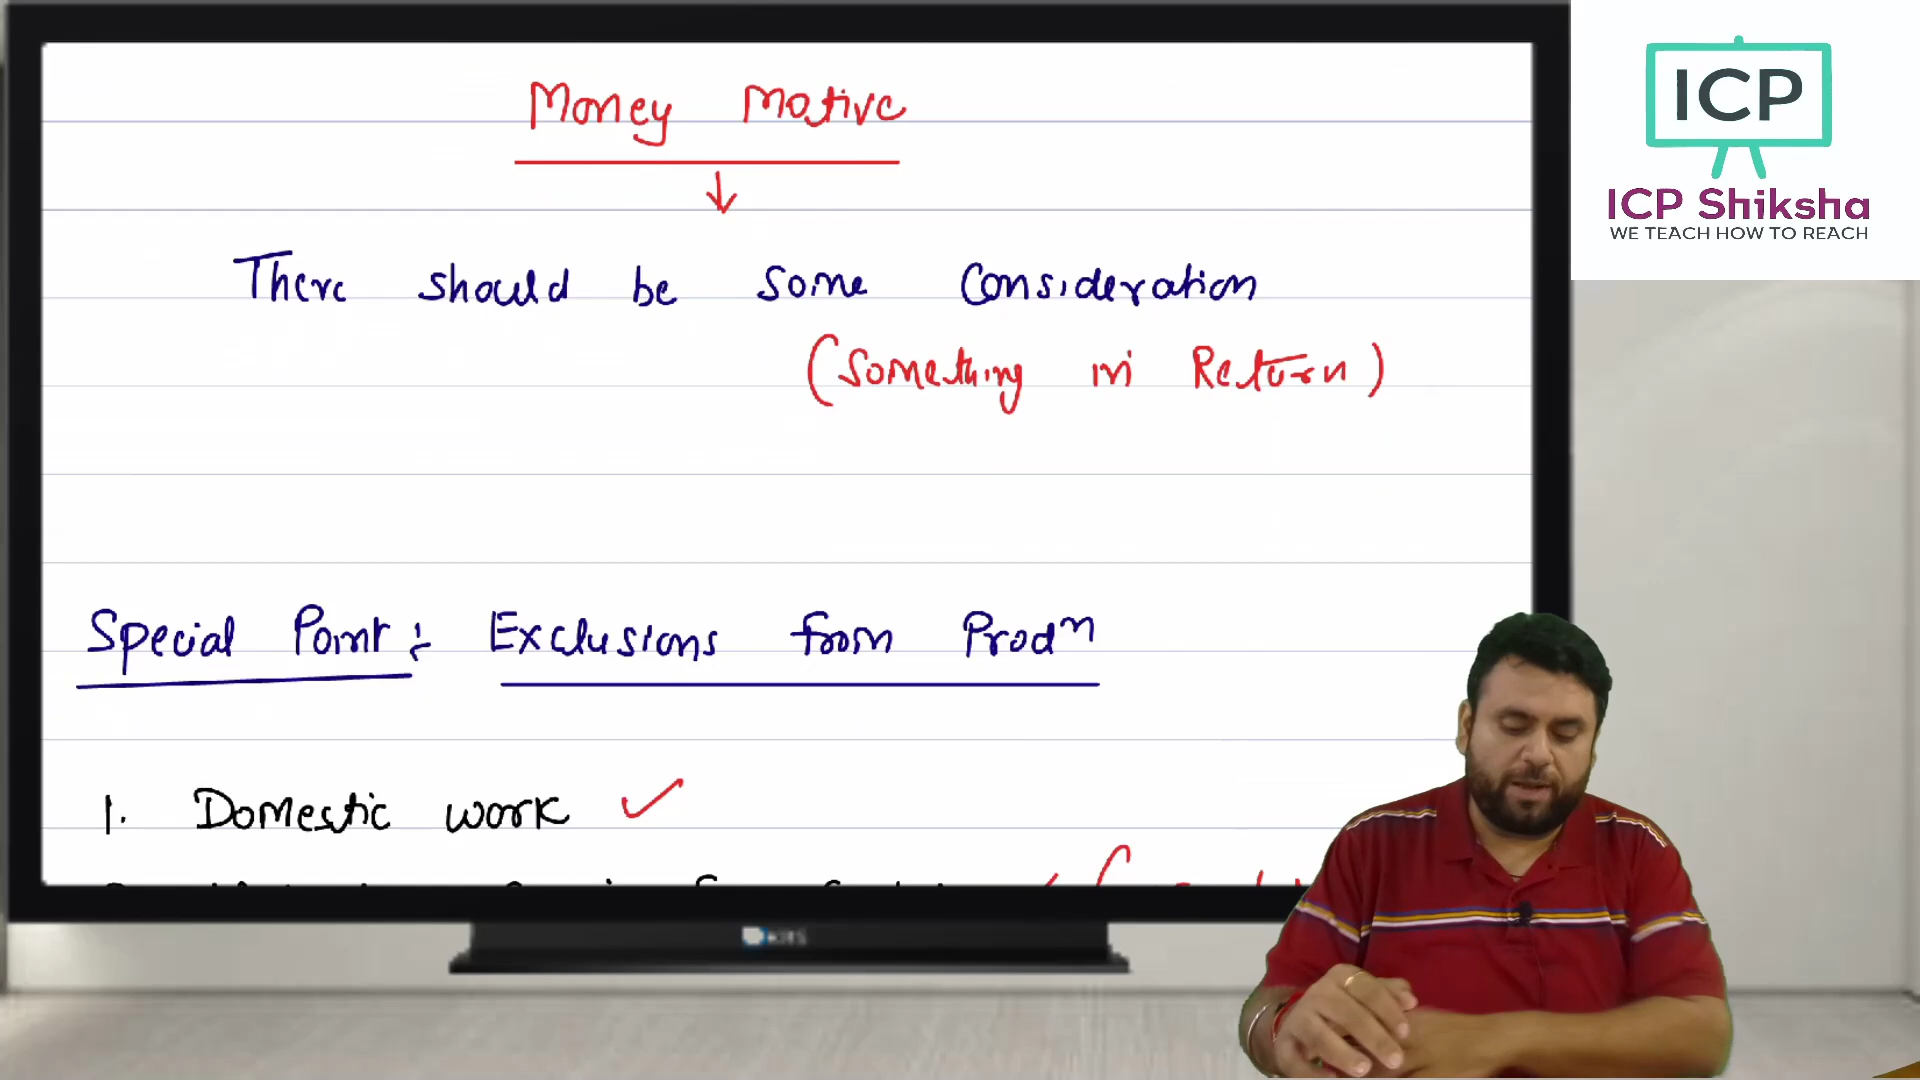 Money Motive
↓
There should be some Consideration
(Something in Return)
Special Point :- Exclusions from Prodn
1. Domestic work ✓
ICP
ICP Shiksha
WE TEACH HOW TO REACH